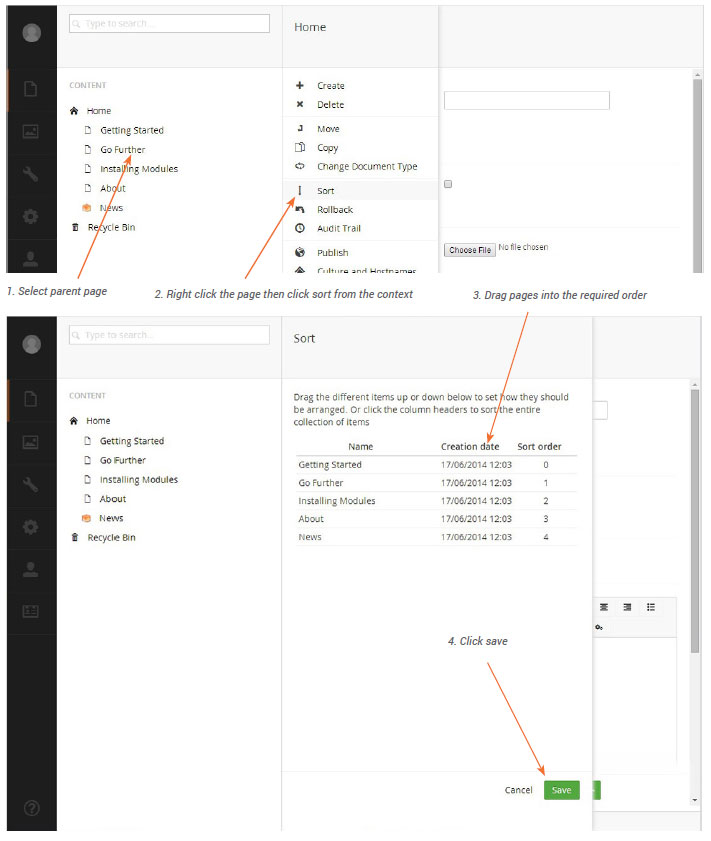 Type to search...
Home
CONTENT
Home
Getting Started
Go Further
Installing Modules
About
News
Recycle Bin
Create
Delete
Move
Copy
Change Document Type
Sort
Rollback
Audit Trail
Publish
Culture and Hostnames
Choose File No file chosen
1. Select parent page
2. Right click the page then click sort from the context
3. Drag pages into the required order
Type to search...
Sort
CONTENT
Home
Getting Started
Go Further
Installing Modules
About
News
Recycle Bin
Drag the different items up or down below to set how they should
be arranged. Or click the column headers to sort the entire
collection of items
Name Creation date Sort order
Getting Started 17/06/2014 12:03 0
Go Further 17/06/2014 12:03 1
Installing Modules 17/06/2014 12:03 2
About 17/06/2014 12:03 3
News 17/06/2014 12:03 4
4. Click save
Cancel Save